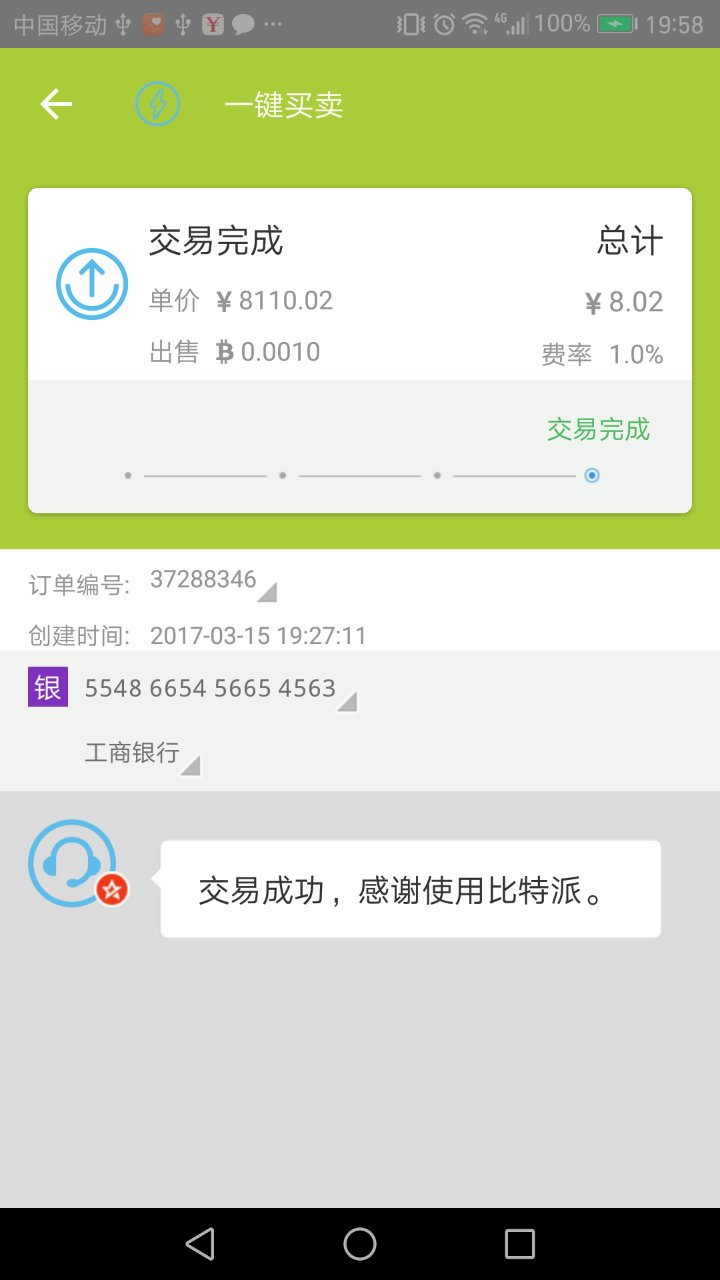 中国移动 ¥ ··· 4G 100% 19:58
一键买卖
交易完成 总计
单价 ¥ 8110.02 ¥ 8.02
出售 ₿ 0.0010 费率 1.0%
交易完成
订单编号: 37288346
创建时间: 2017-03-15 19:27:11
银 5548 6654 5665 4563
工商银行
交易成功，感谢使用比特派。